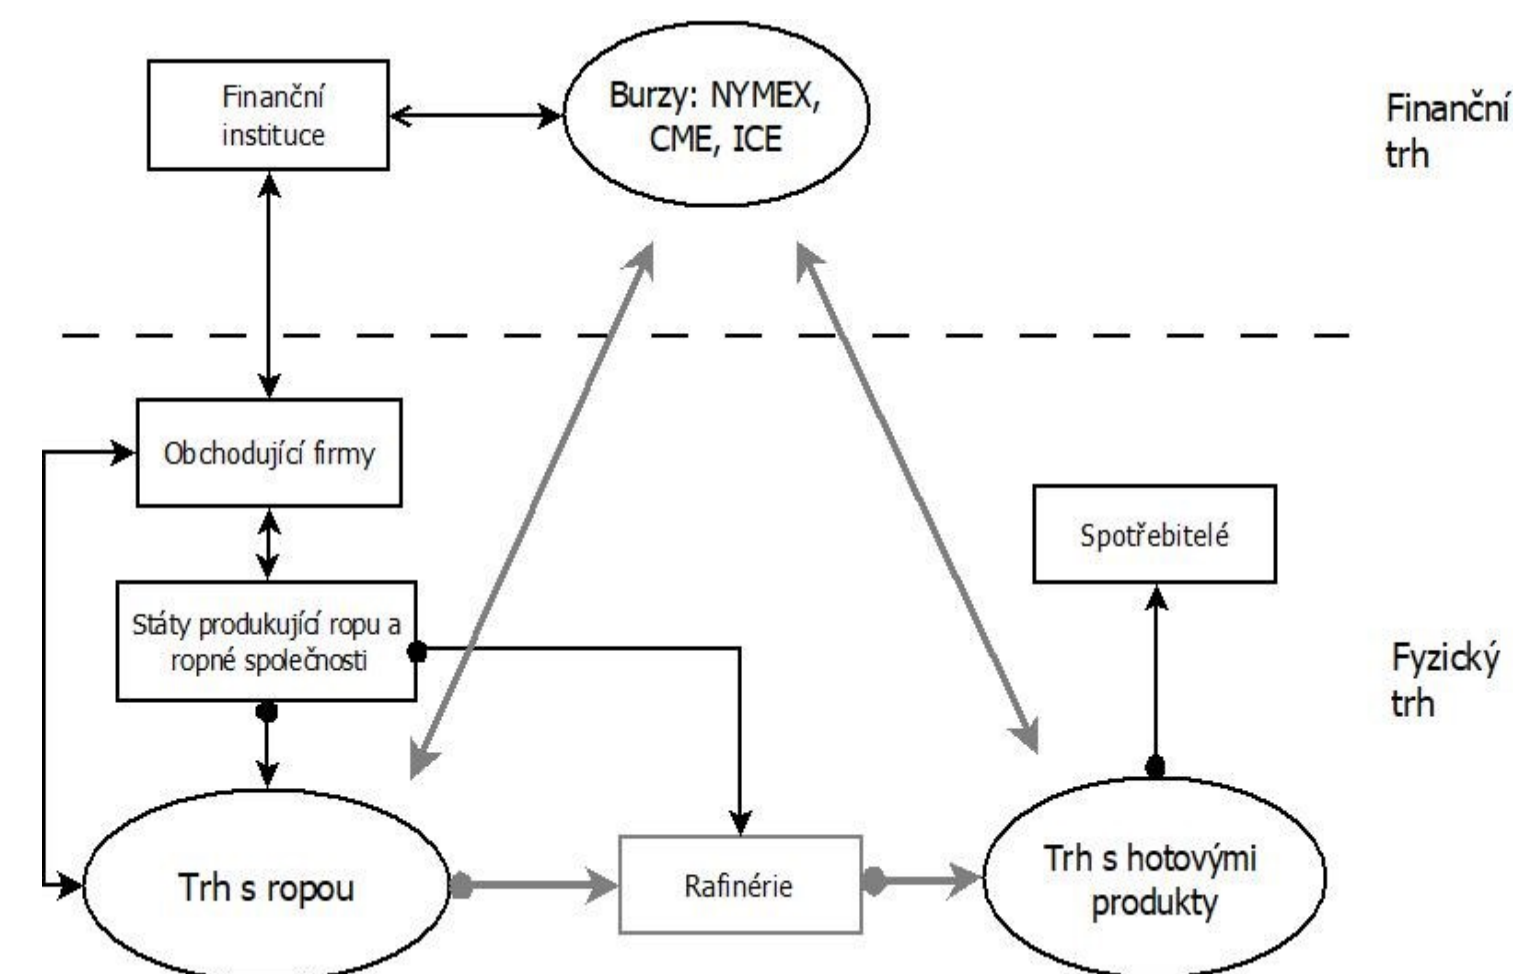 Finanční
instituce
Burzy: NYMEX,
CME, ICE
Finanční
trh
Obchodující firmy
Spotřebitelé
Státy produkující ropu a
ropné společnosti
Fyzický
trh
Trh s ropou
Rafinérie
Trh s hotovými
produkty